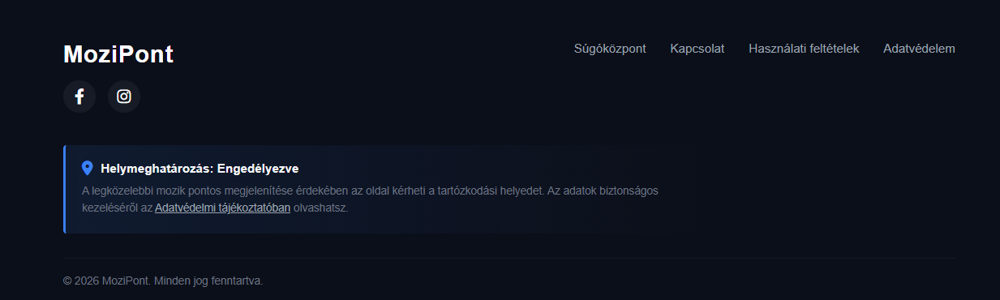 MoziPont
Súgóközpont Kapcsolat Használati feltételek Adatvédelem
Helymeghatározás: Engedélyezve
A legközelebbi mozik pontos megjelenítése érdekében az oldal kérheti a tartózkodási helyedet. Az adatok biztonságos
kezeléséről az Adatvédelmi tájékoztatóban olvashatsz.
© 2026 MoziPont. Minden jog fenntartva.